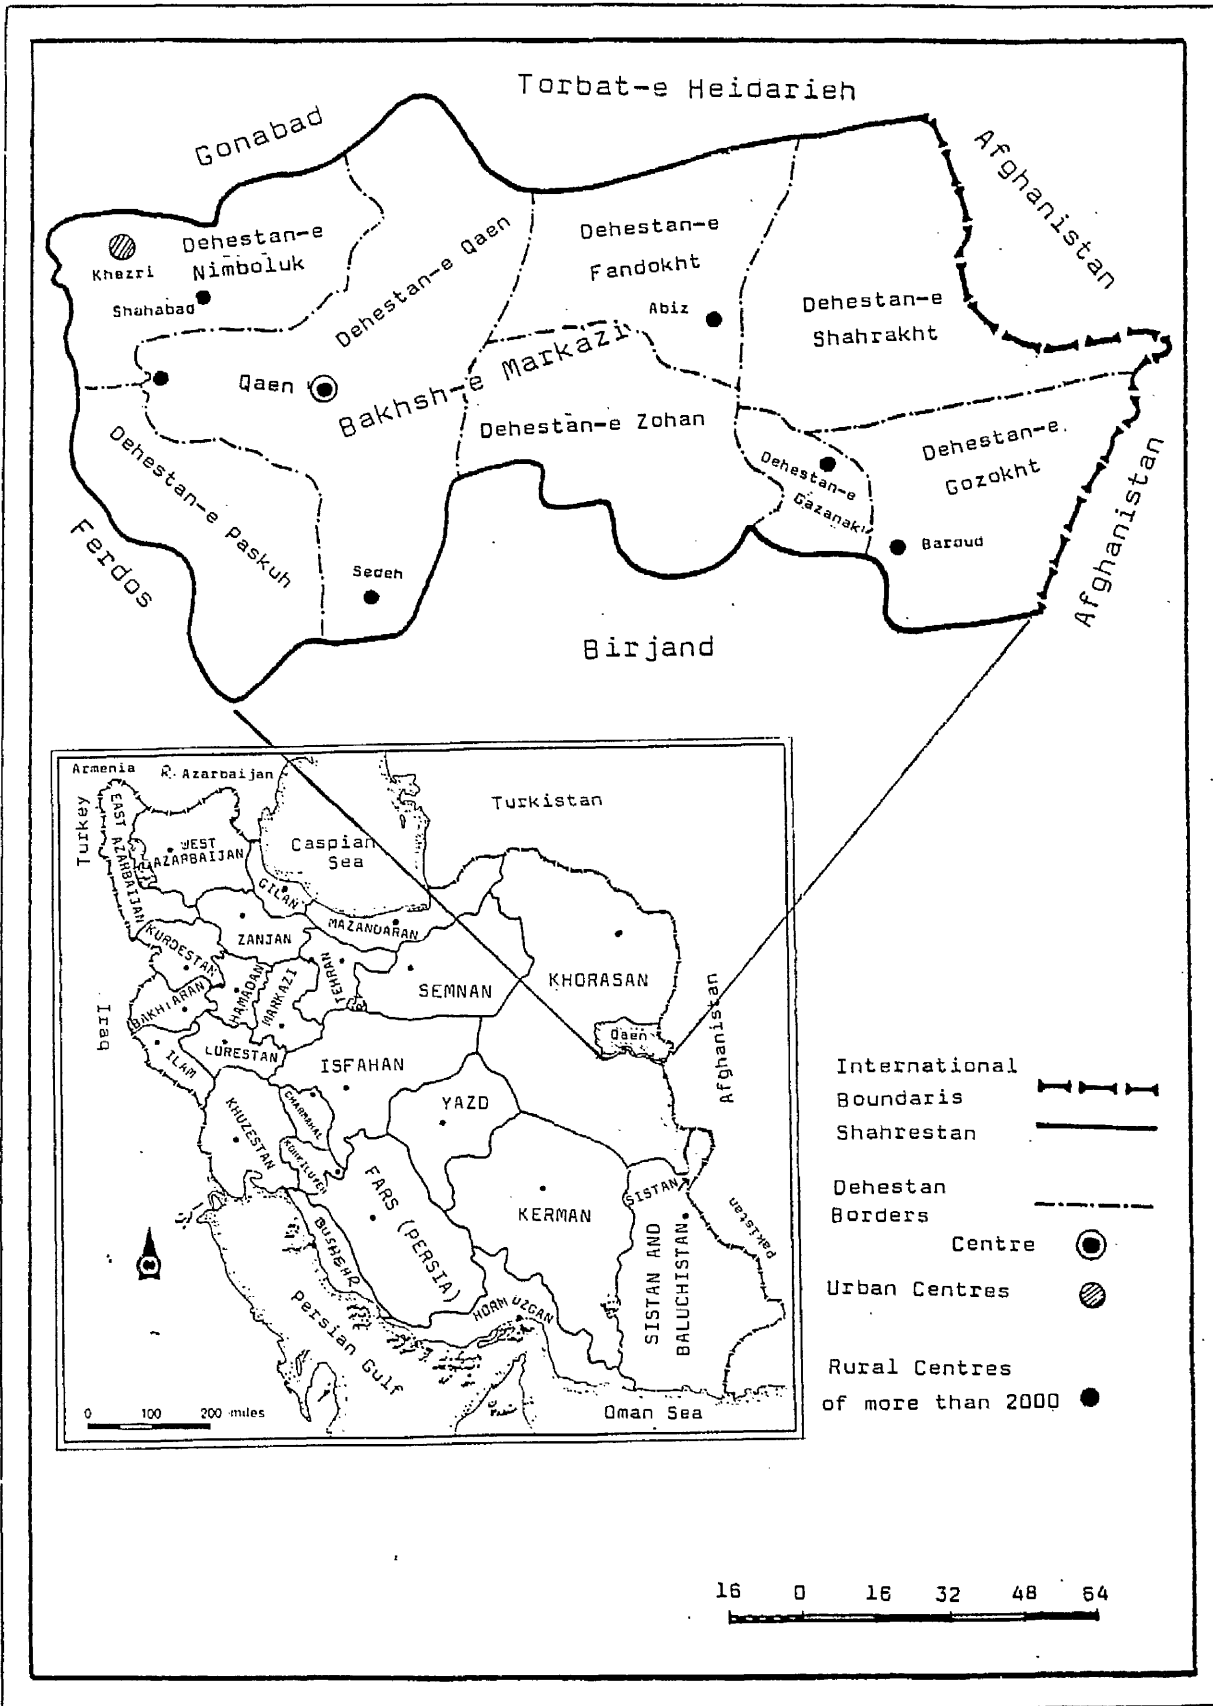 Torbat-e Heidarieh
Gonabad
Afghanistan
Khezri
Dehestan-e
Nimboluk
Shahabad
Dehestan-e Qaen
Dehestan-e
Fandokht
Abiz
Dehestan-e
Shahrakht
Qaen
Bakhsh-e Markazi
Dehestan-e Zohan
Dehestan-e
Gozokht
Dehestan-e
Gazanak
Baroud
Afghanistan
Dehestan-e Paskuh
Sedeh
Ferdos
Birjand
Armenia
R. Azarbaijan
Turkey
Turkistan
Caspian
Sea
EAST AZARBAIJAN
WEST
AZARBAIJAN
GILAN
MAZANDARAN
ZANJAN
KURDESTAN
HAMADAN
MARKAZI
TEHRAN
SEMNAN
KHORASAN
Qaen
Afghanistan
BAKHTARAN
Iraq
ILAM
LURESTAN
ISFAHAN
YAZD
CHARMAHAL
KHUZESTAN
KOHKILUYEH
FARS (PERSIA)
KERMAN
SISTAN
SISTAN AND
BALUCHISTAN
Pakistan
BUSHEHR
HORMUZGAN
Persian Gulf
Oman Sea
0 100 200 miles
International
Boundaris
Shahrestan
Dehestan
Borders
Centre
Urban Centres
Rural Centres
of more than 2000
16 0 16 32 48 64